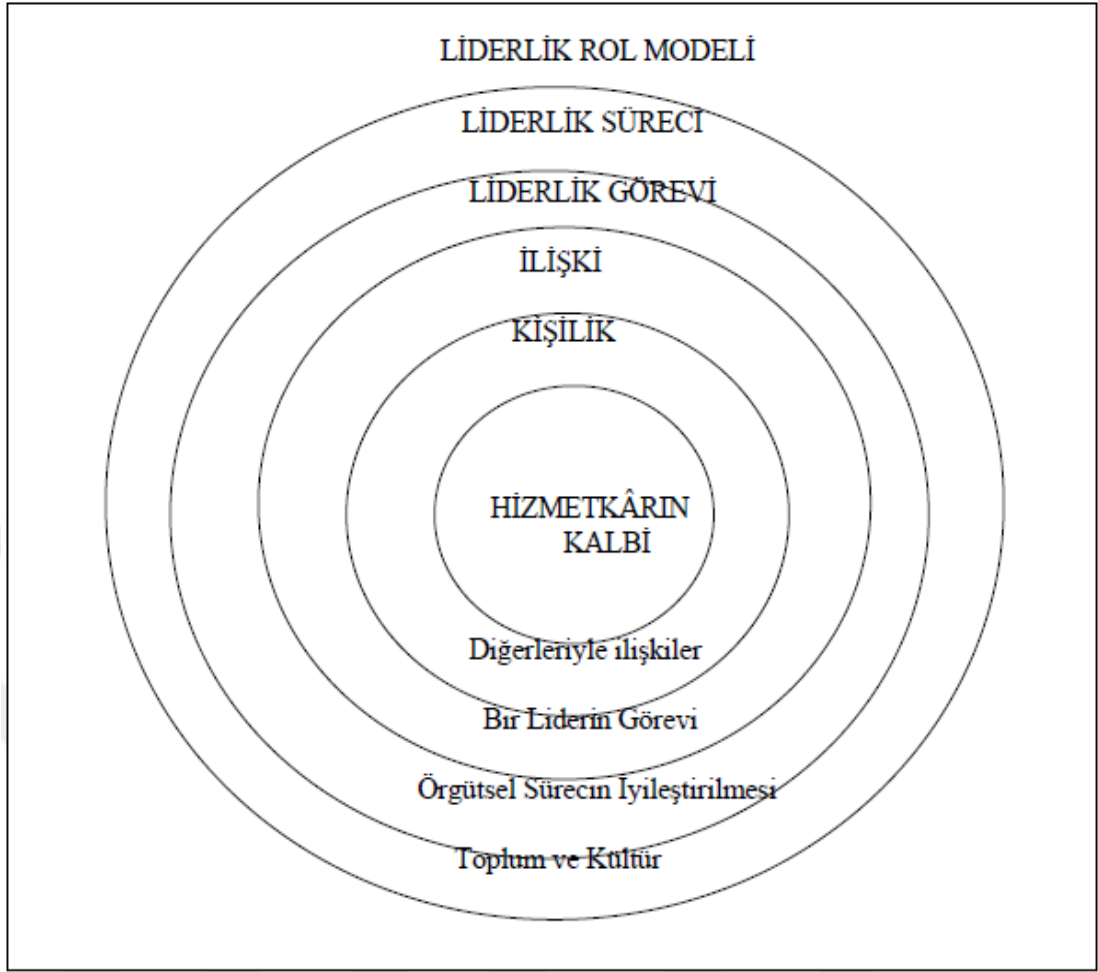 LİDERLİK ROL MODELİ
LİDERLİK SÜRECİ
LİDERLİK GÖREVİ
İLİŞKİ
KİŞİLİK
HİZMETKÂRIN
KALBİ
Diğerleriyle ilişkiler
Bir Liderin Görevi
Örgütsel Sürecin İyileştirilmesi
Toplum ve Kültür